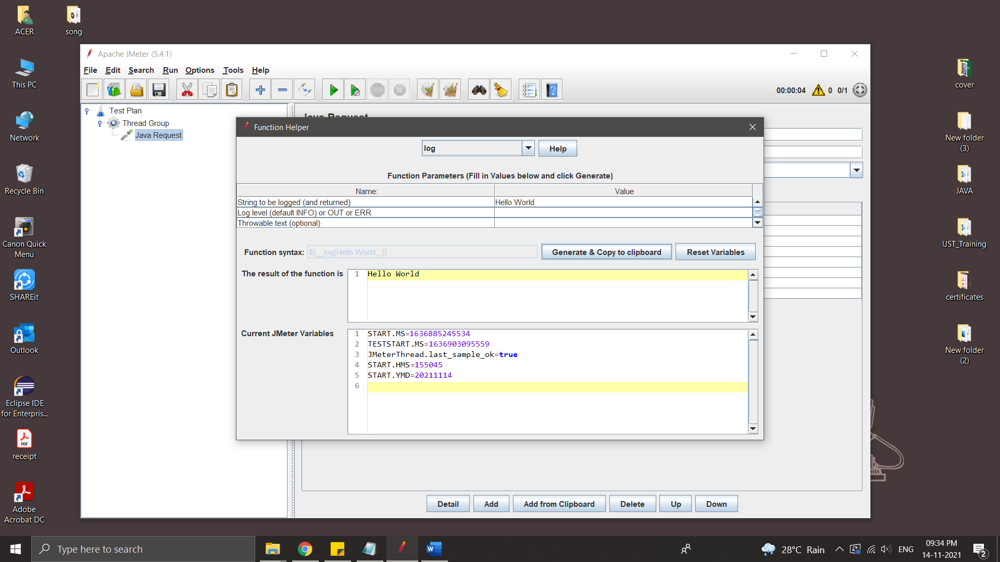 ACER
song
This PC
Network
Recycle Bin
Canon Quick
Menu
SHAREit
Outlook
Eclipse IDE
for Enterpris...
receipt
Adobe
Acrobat DC
Apache JMeter (5.4.1)
File Edit Search Run Options Tools Help
STOP
00:00:04 0 0/1
Test Plan
Thread Group
Java Request
Java Request
Function Helper
log
Help
Function Parameters (Fill in Values below and click Generate)
Name: Value
String to be logged (and returned) Hello World
Log level (default INFO) or OUT or ERR
Throwable text (optional)
Function syntax: ${__log(Hello World,,,)} Generate & Copy to clipboard Reset Variables
The result of the function is 1 Hello World
Current JMeter Variables
1 START.MS=1636885245534
2 TESTSTART.MS=1636903095559
3 JMeterThread.last_sample_ok=true
4 START.HMS=155045
5 START.YMD=20211114
6
Detail Add Add from Clipboard Delete Up Down
cover
New folder
(3)
JAVA
UST_Training
certificates
New folder
(2)
Type here to search
28°C Rain
ENG
09:34 PM
14-11-2021
2